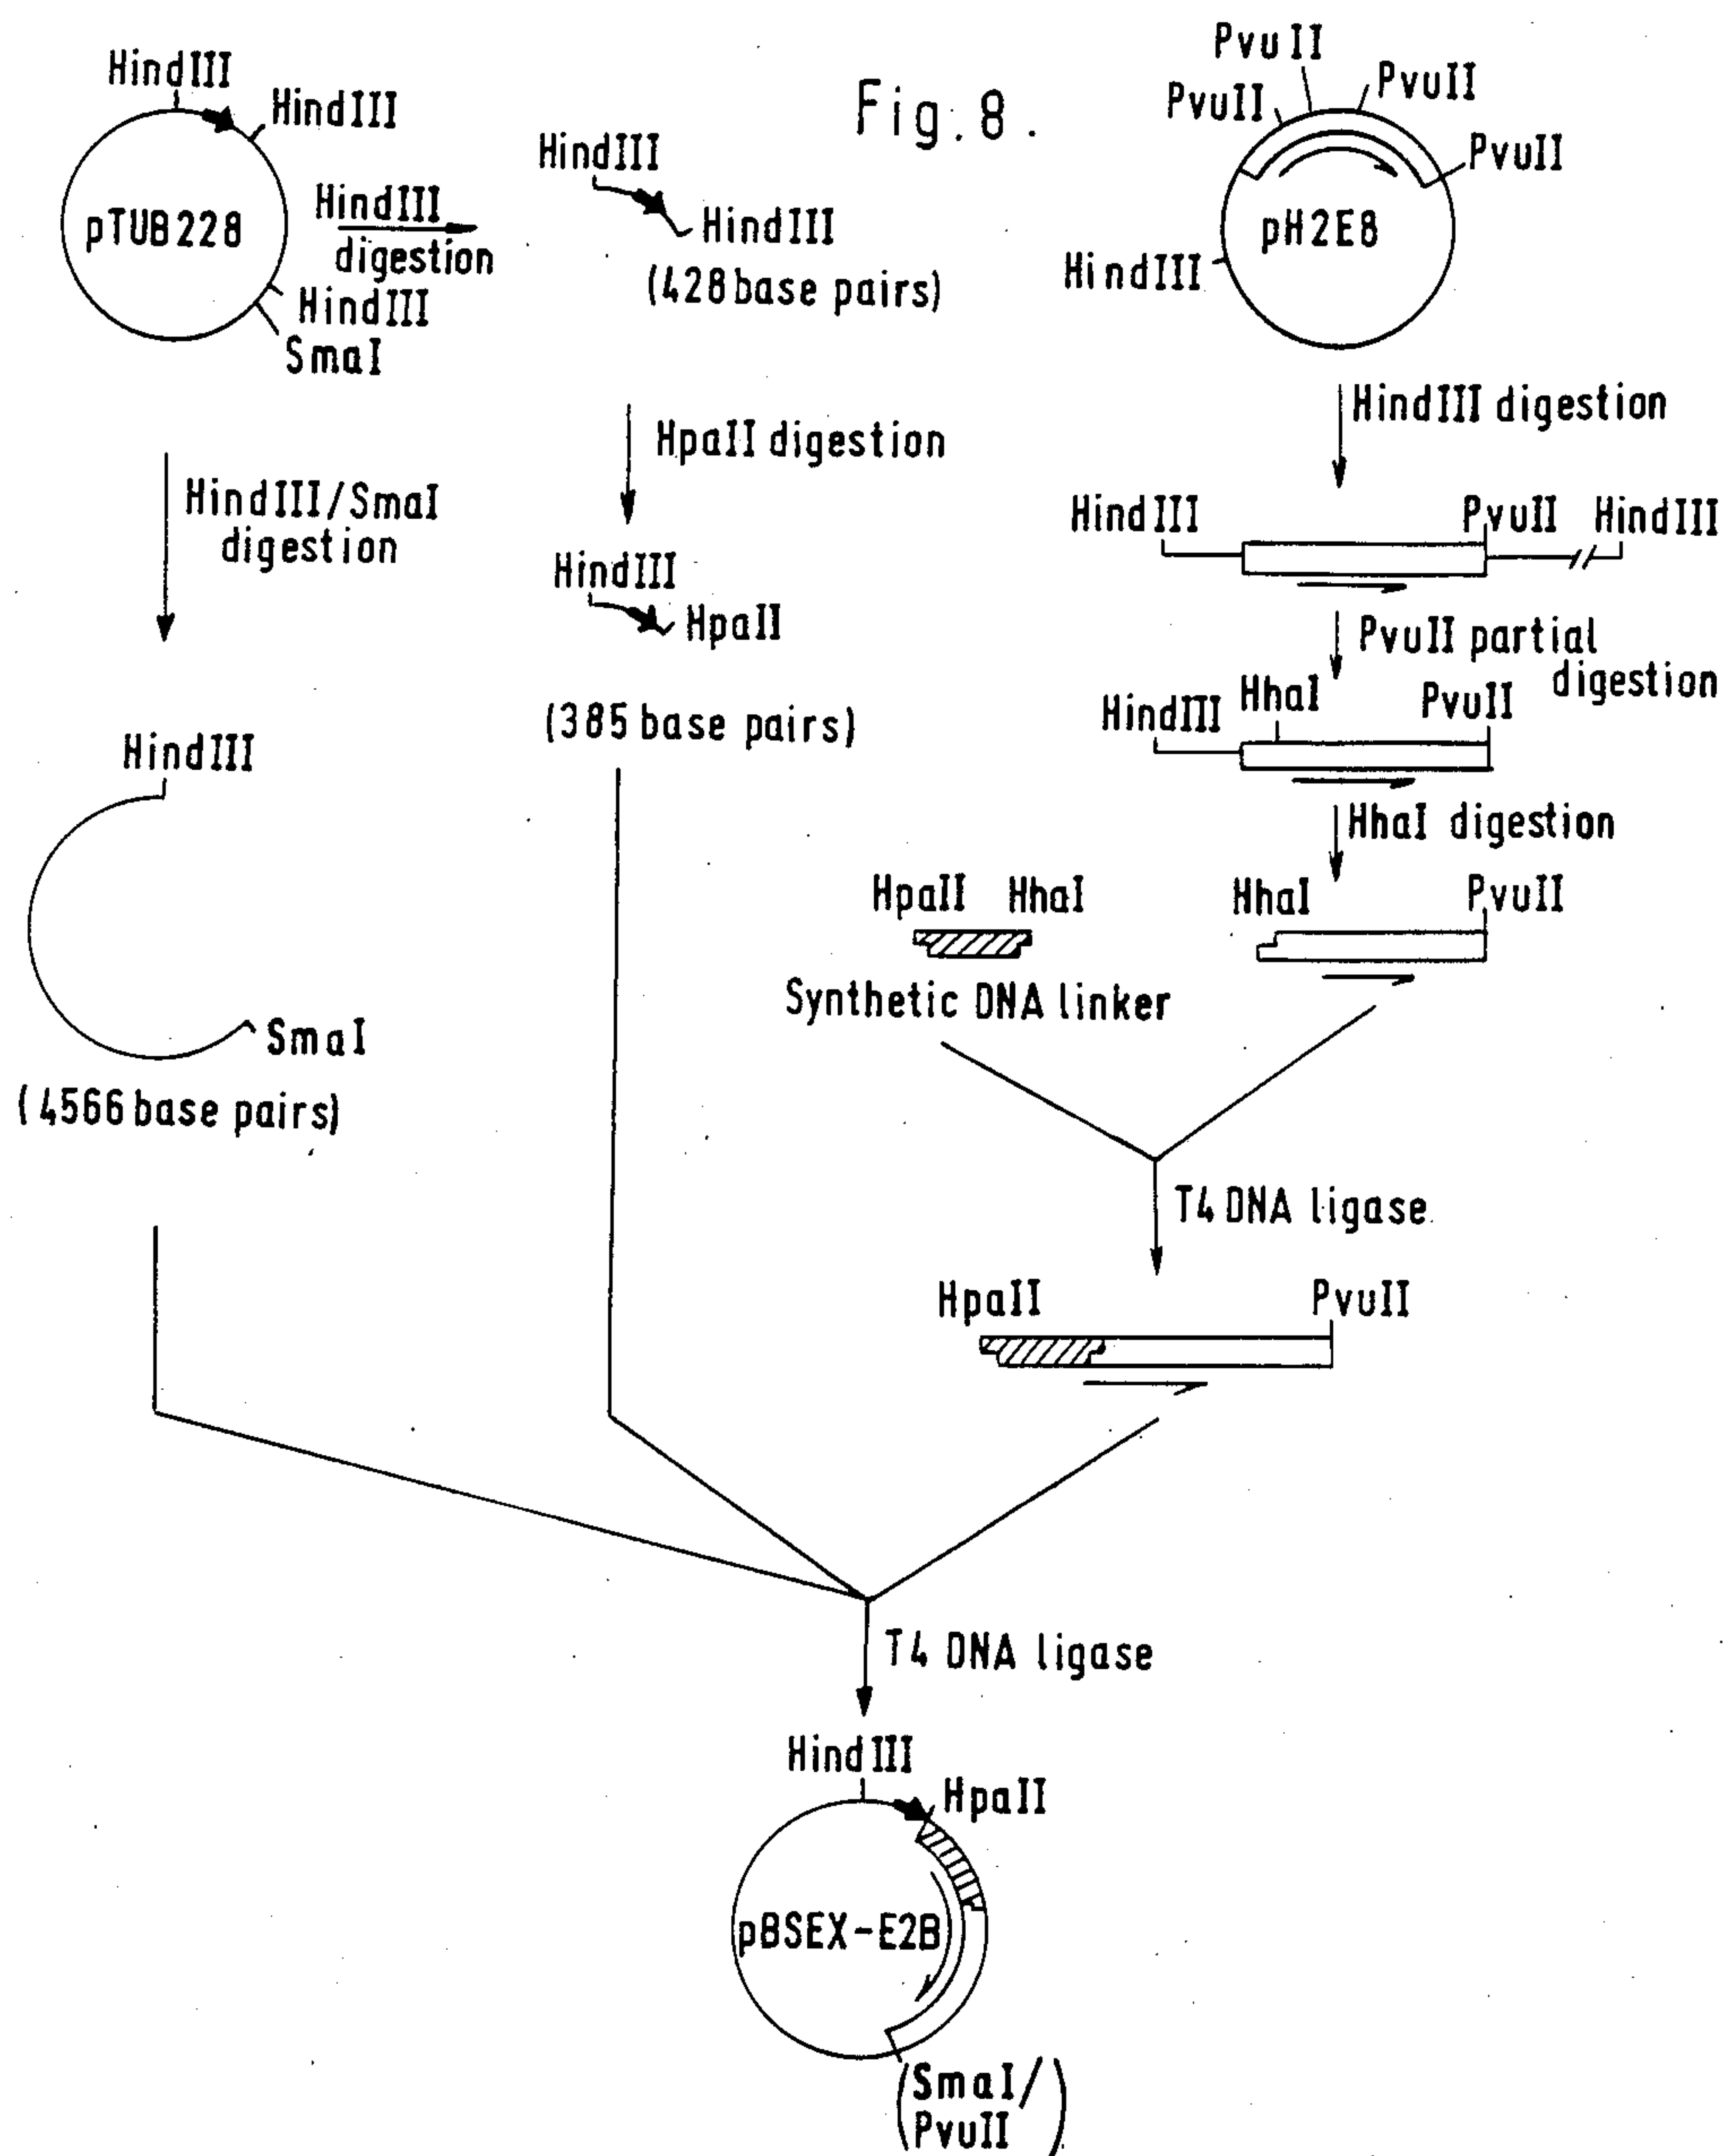 Fig. 8.
HindIII
HindIII
pTUB228
HindIII
SmaI
HindIII
digestion
HindIII
HindIII
(428 base pairs)
PvuII
PvuII
PvuII
PvuII
pH2E8
HindIII
HindIII/SmaI
digestion
HpaII digestion
HindIII digestion
HindIII
PvuII
HindIII
HindIII
HpaII
(385 base pairs)
PvuII partial
digestion
HindIII
HhaI
PvuII
HhaI digestion
HindIII
SmaI
(4566 base pairs)
HpaII
HhaI
Synthetic DNA linker
HhaI
PvuII
T4 DNA ligase
HpaII
PvuII
T4 DNA ligase
HindIII
HpaII
pBSEX-E2B
(SmaI/
PvuII)